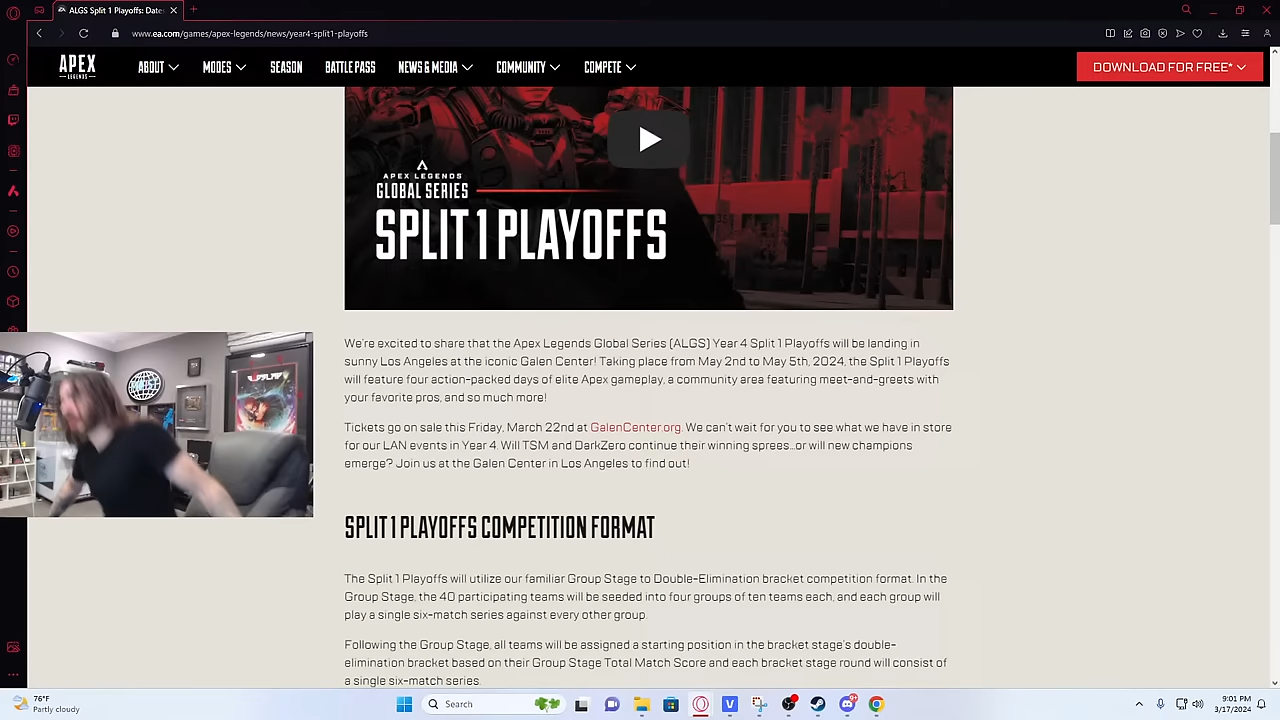 ALGS Split 1 Playoffs: Date
www.ea.com/games/apex-legends/news/year4-split1-playoffs
APEX
LEGENDS
ABOUT
MODES
SEASON
BATTLE PASS
NEWS & MEDIA
COMMUNITY
COMPETE
DOWNLOAD FOR FREE*
APEX LEGENDS
GLOBAL SERIES
SPLIT 1 PLAYOFFS
We're excited to share that the Apex Legends Global Series (ALGS) Year 4 Split 1 Playoffs will be landing in
sunny Los Angeles at the iconic Galen Center! Taking place from May 2nd to May 5th, 2024, the Split 1 Playoffs
will feature four action-packed days of elite Apex gameplay, a community area featuring meet-and-greets with
your favorite pros, and so much more!
Tickets go on sale this Friday, March 22nd at GalenCenter.org. We can't wait for you to see what we have in store
for our LAN events in Year 4. Will TSM and DarkZero continue their winning sprees...or will new champions
emerge? Join us at the Galen Center in Los Angeles to find out!
SPLIT 1 PLAYOFFS COMPETITION FORMAT
The Split 1 Playoffs will utilize our familiar Group Stage to Double-Elimination bracket competition format. In the
Group Stage, the 40 participating teams will be seeded into four groups of ten teams each, and each group will
play a single six-match series against every other group.
Following the Group Stage, all teams will be assigned a starting position in the bracket stage's double-
elimination bracket based on their Group Stage Total Match Score and each bracket stage round will consist of
a single six-match series.
76°F
Partly cloudy
Search
9:01 PM
3/17/2024